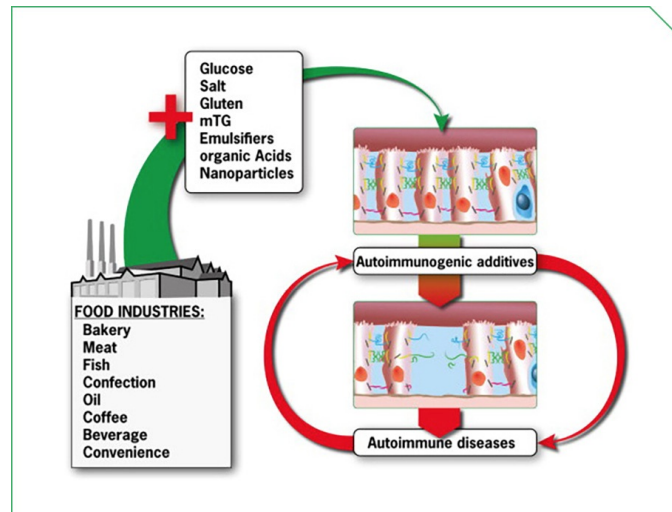 Glucose
Salt
Gluten
mTG
Emulsifiers
organic Acids
Nanoparticles
Autoimmunogenic additives
FOOD INDUSTRIES:
Bakery
Meat
Fish
Confection
Oil
Coffee
Beverage
Convenience
Autoimmune diseases